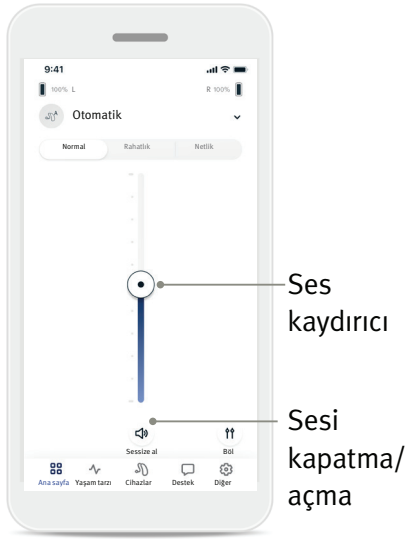 9:41
100% L
R 100%
Otomatik
Normal Rahatlık Netlik
Ses
kaydırıcı
Sesi
kapatma/
açma
Sessize al Böl
Ana sayfa Yaşam tarzı Cihazlar Destek Diğer